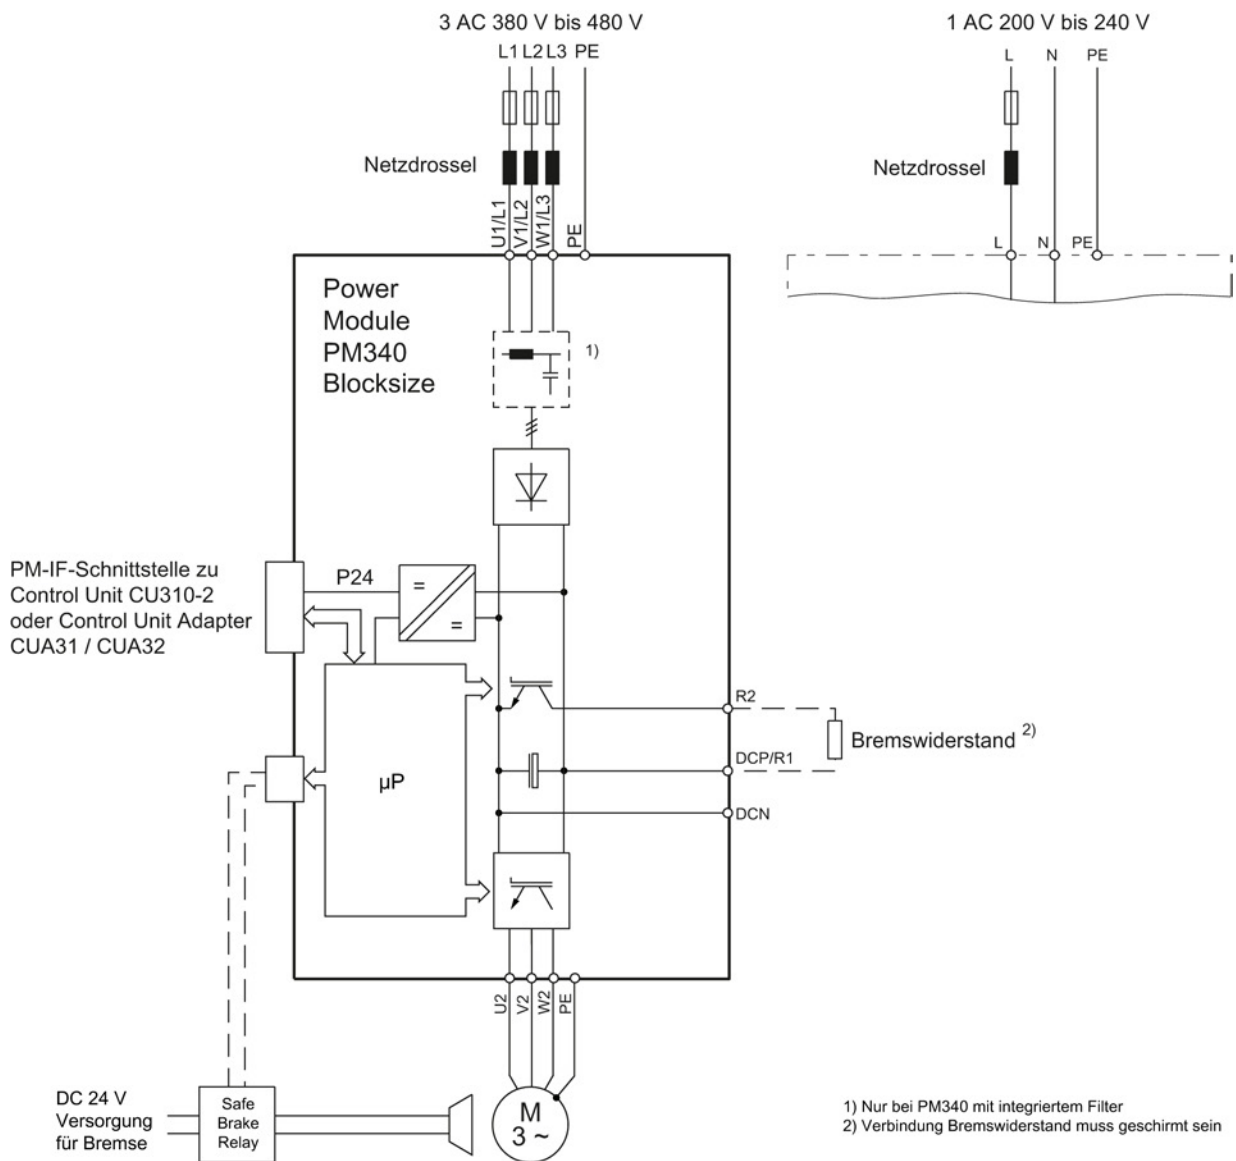 3 AC 380 V bis 480 V
1 AC 200 V bis 240 V
L1 L2 L3 PE
L N PE
Netzdrossel
Netzdrossel
U1/L1
V1/L2
W1/L3
PE
L N PE
Power
Module
PM340
Blocksize
1)
PM-IF-Schnittstelle zu
Control Unit CU310-2
oder Control Unit Adapter
CUA31 / CUA32
P24
=
=
R2
Bremswiderstand 2)
DCP/R1
µP
DCN
U2
V2
W2
PE
DC 24 V
Versorgung
für Bremse
Safe
Brake
Relay
M
3 ~
1) Nur bei PM340 mit integriertem Filter
2) Verbindung Bremswiderstand muss geschirmt sein